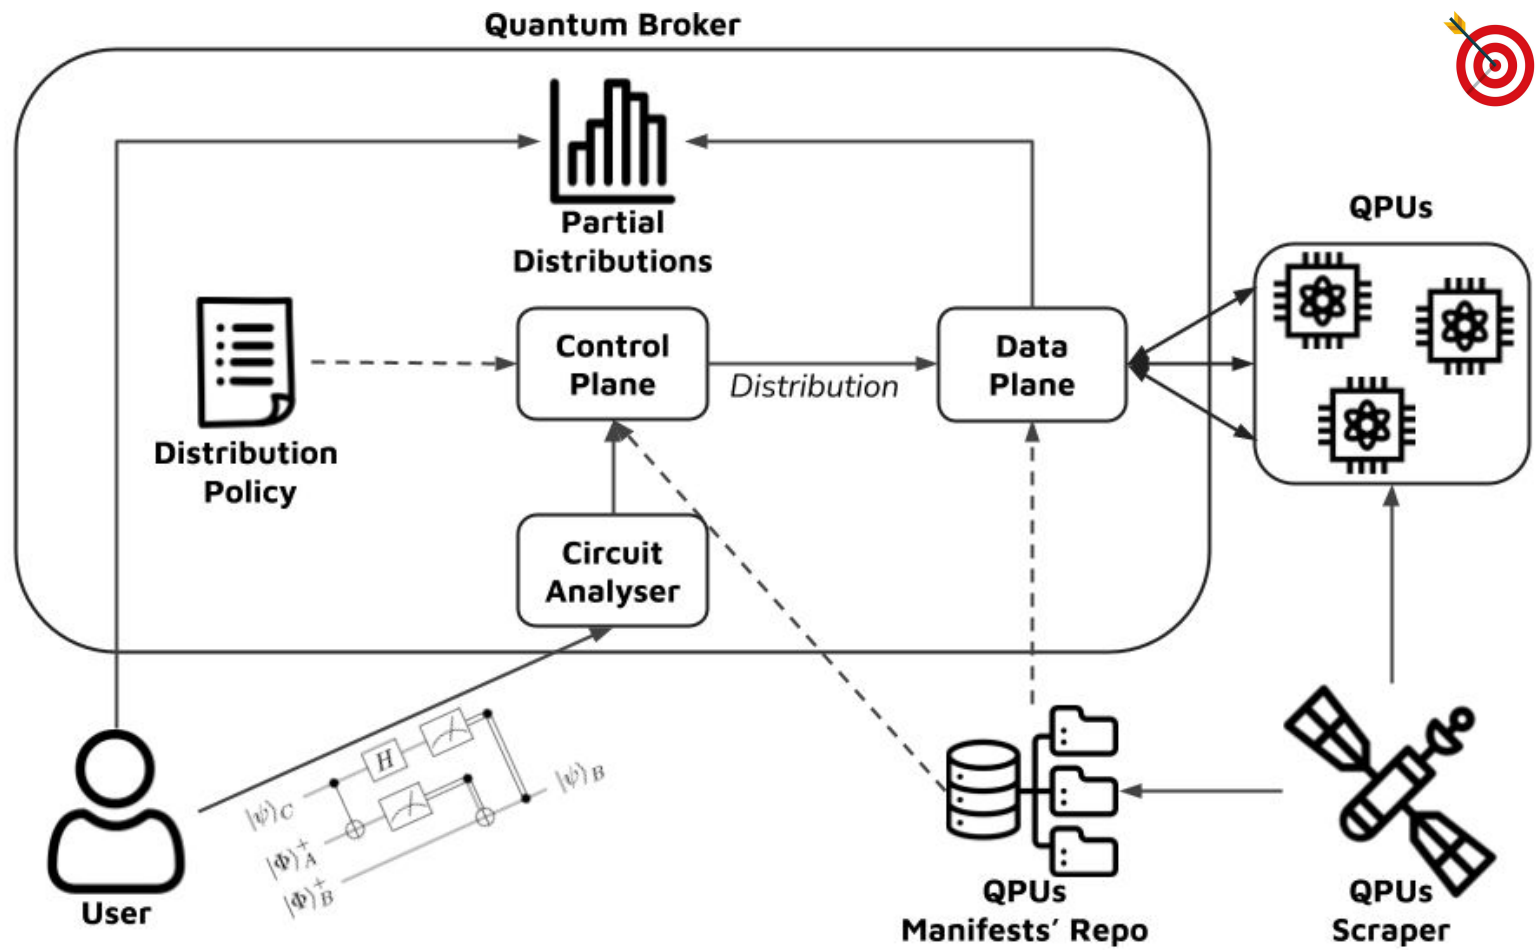 Quantum Broker
Partial
Distributions
QPUs
Distribution
Policy
Control
Plane
Distribution
Data
Plane
Circuit
Analyser
User
|ψ⟩C
|Φ⟩+A
|Φ⟩+B
H
|ψ⟩B
QPUs
Manifests' Repo
QPUs
Scraper